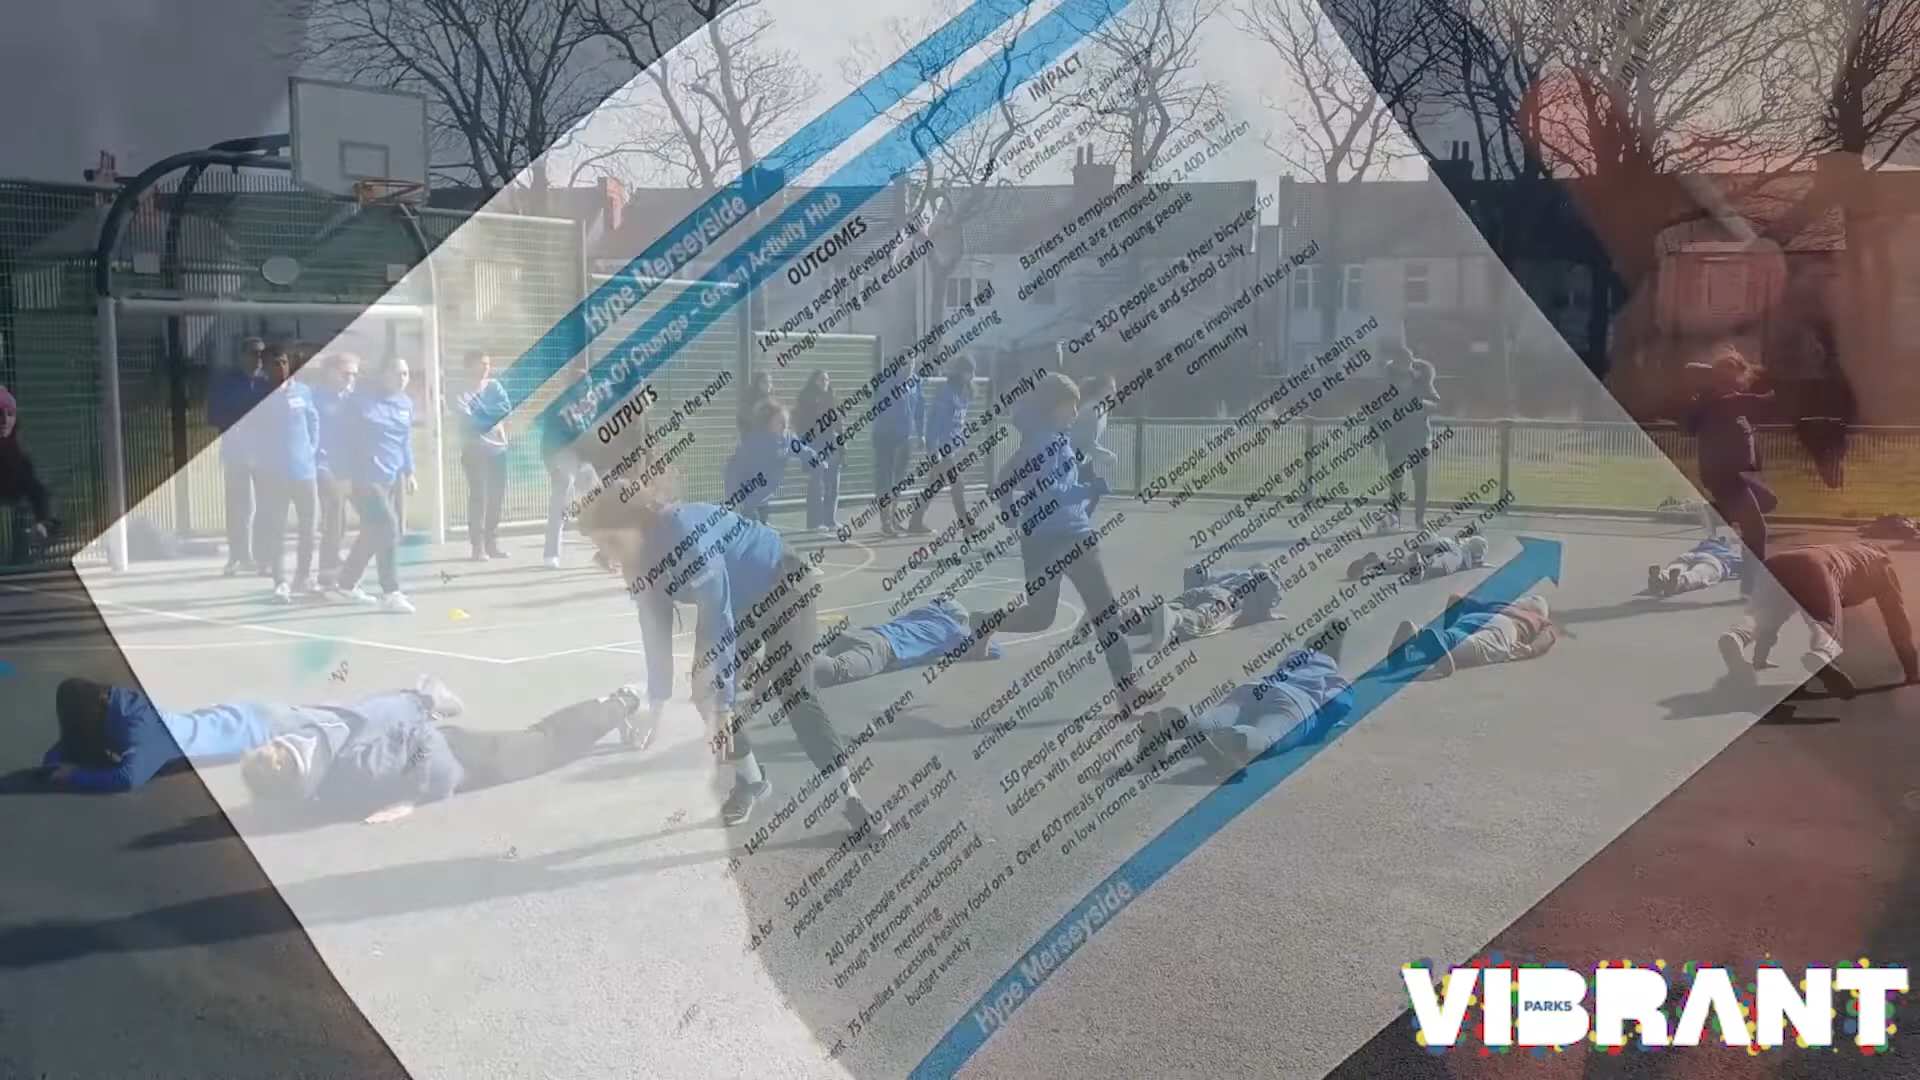 Hype Merseyside
Theory Of Change - Green Activity Hub
OUTPUTS
new members through the youth
club programme
240 young people undertaking
volunteering work
utilising Central Park for
and bike maintenance
workshops
288 families engaged in outdoor
learning
1440 school children involved in green
corridor project
50 of the most hard to reach young
people engaged in learning new sport
240 local people receive support
through afternoon workshops and
mentoring
75 families accessing healthy food on a
budget weekly
OUTCOMES
140 young people developed skills
through training and education
Over 200 young people experiencing real
work experience through volunteering
60 families now able to cycle as a family in
their local green space
Over 600 people gain knowledge and
understanding of how to grow fruit and
vegetable in their garden
12 schools adopt our Eco School scheme
increased attendance at weekday
activities through fishing club and hub
150 people progress on their career
ladders with educational courses and
employment
Over 600 meals proved weekly for families
on low income and benefits
IMPACT
young people
confidence and
Barriers to employment, education and
development are removed for 2,400 children
and young people
Over 300 people using their bicycles for
leisure and school daily
225 people are more involved in their local
community
1250 people have improved their health and
well being through access to the HUB
20 young people are now in sheltered
accommodation and not involved in drug
trafficking
people are not classed as vulnerable and
lead a healthy lifestyle
Network created for over 50 families with on
going support for healthy meals all year round
Hype Merseyside
VIBRANT
PARKS